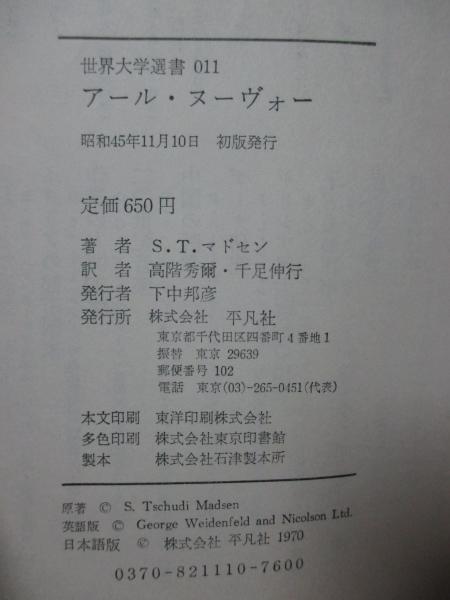 世界大学選書 011
アール・ヌーヴォー
昭和45年11月10日 初版発行
定価 650 円
著者 S.T.マドセン
訳者 高階秀爾・千足伸行
発行者 下中邦彦
発行所 株式会社 平凡社
東京都千代田区四番町4番地1
振替 東京 29639
郵便番号 102
電話 東京(03)-265-0451(代表)
本文印刷 東洋印刷株式会社
多色印刷 株式会社東京印書館
製本 株式会社石津製本所
原著 © S. Tschudi Madsen
英語版 © George Weidenfeld and Nicolson Ltd.
日本語版 © 株式会社 平凡社 1970
0370-821110-7600